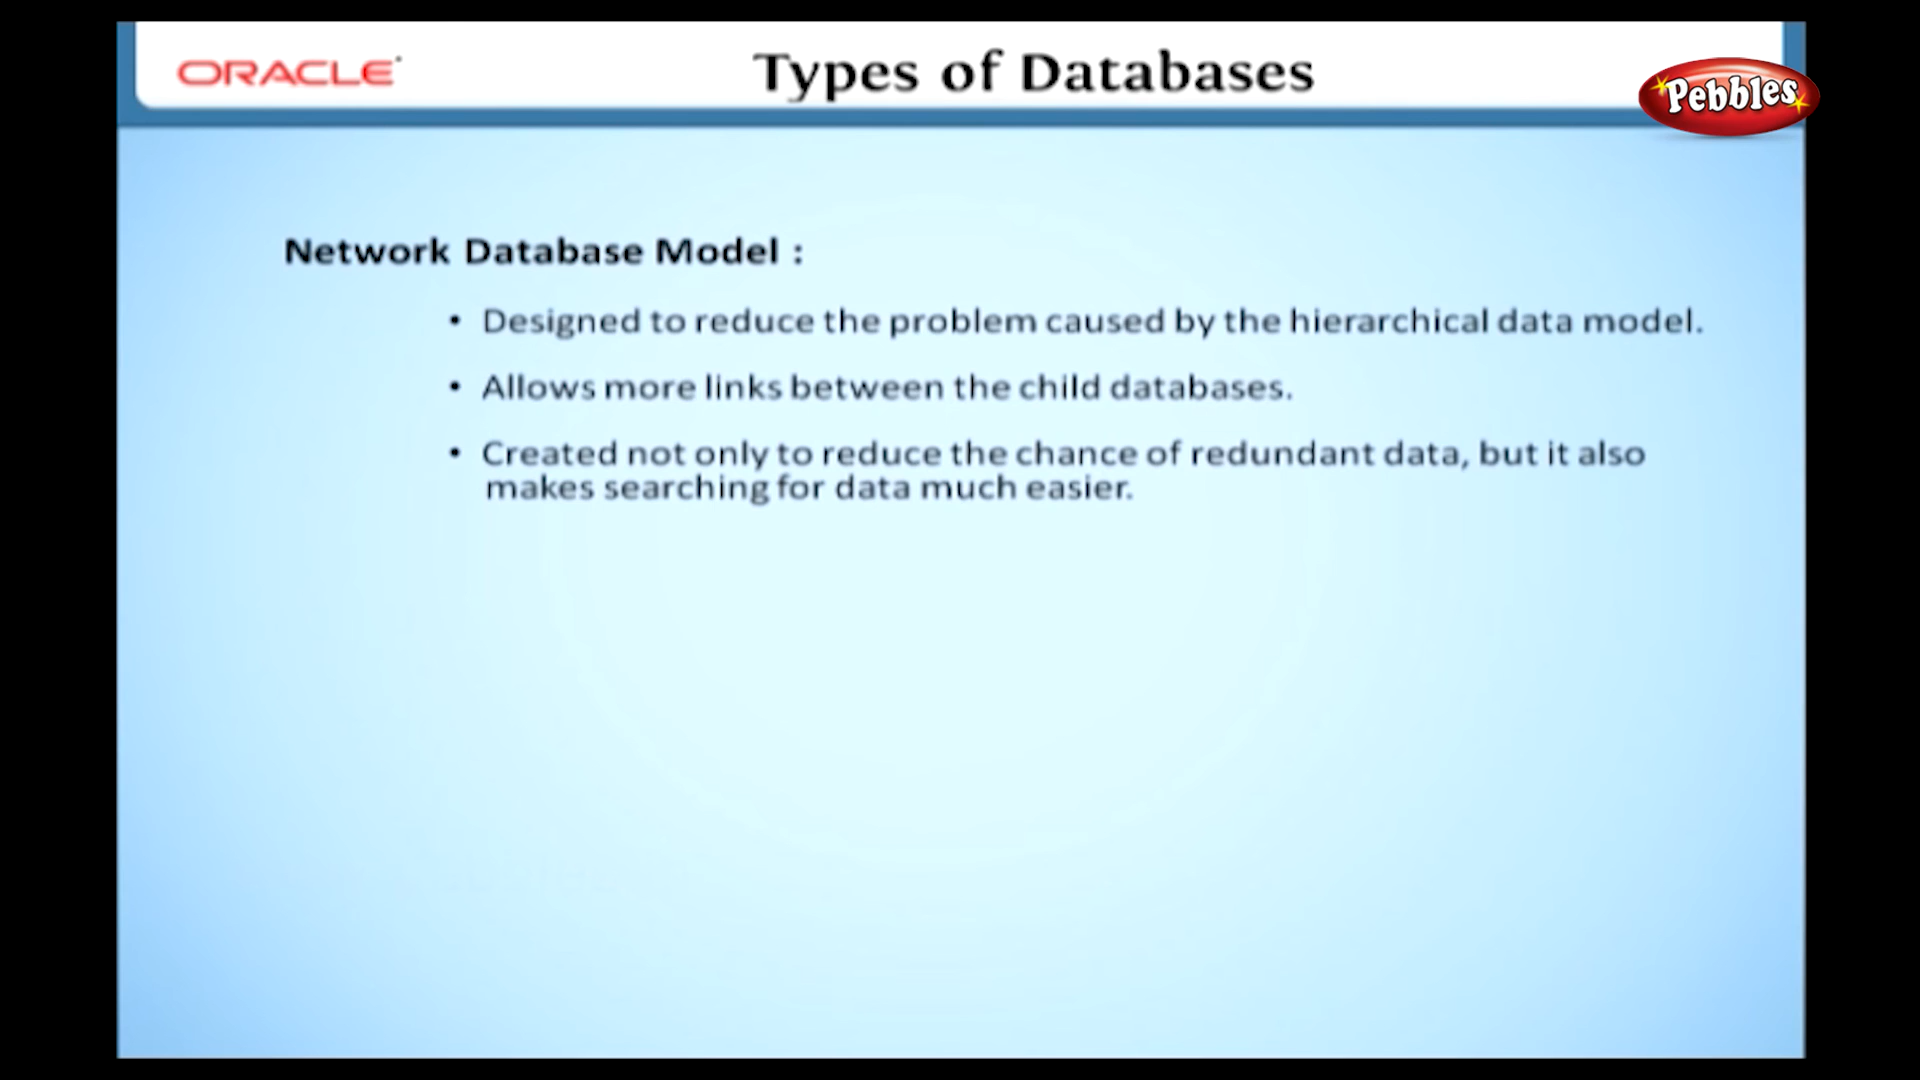 ORACLE
Types of Databases
Pebbles
Network Database Model :
• Designed to reduce the problem caused by the hierarchical data model.
• Allows more links between the child databases.
• Created not only to reduce the chance of redundant data, but it also
makes searching for data much easier.